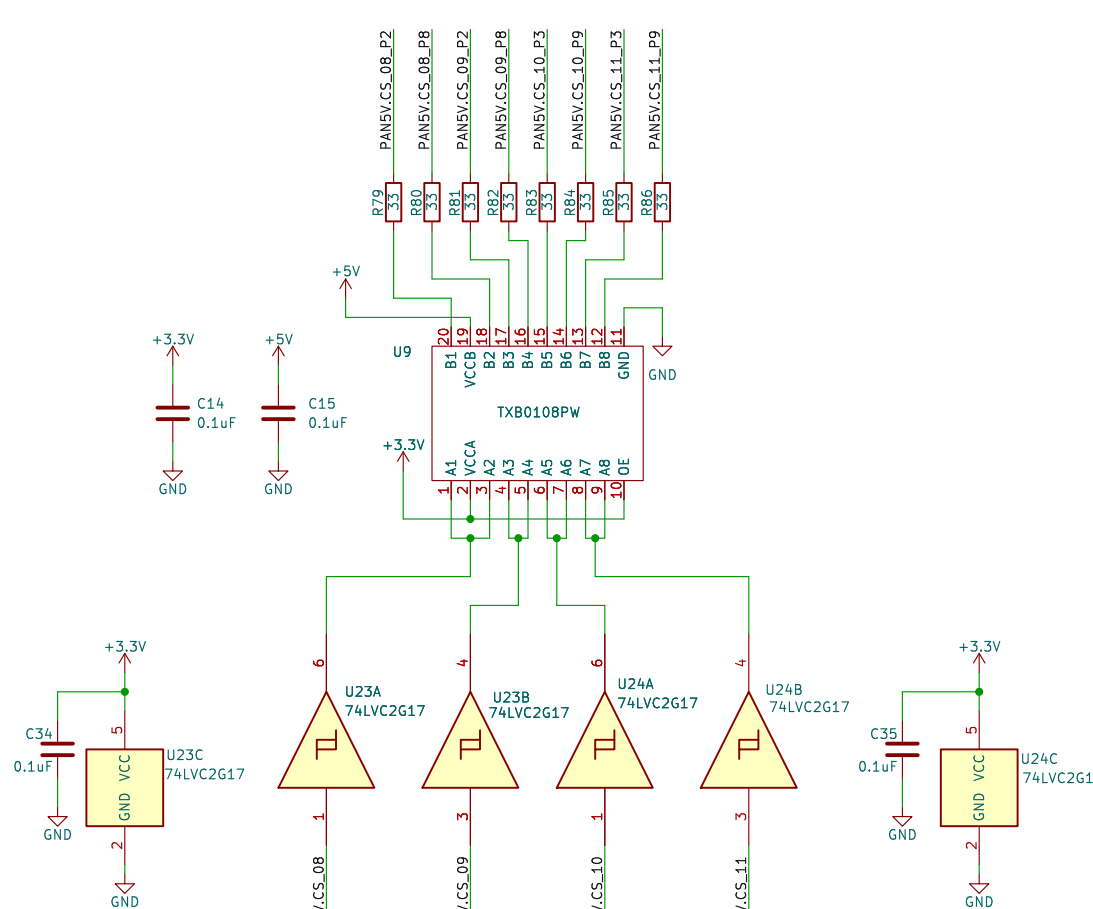 PAN5V.CS_08_P2
PAN5V.CS_08_P8
PAN5V.CS_09_P2
PAN5V.CS_09_P8
PAN5V.CS_10_P3
PAN5V.CS_10_P9
PAN5V.CS_11_P3
PAN5V.CS_11_P9
R79 33
R80 33
R81 33
R82 33
R83 33
R84 33
R85 33
R86 33
+5V
+3.3V
+5V
C14
0.1uF
GND
C15
0.1uF
GND
U9
20 19 18 17 16 15 14 13 12 11
B1 VCCB B2 B3 B4 B5 B6 B7 B8 GND
GND
TXB0108PW
+3.3V
A1 VCCA A2 A3 A4 A5 A6 A7 A8 OE
1 2 3 4 5 6 7 8 9 10
6
4
6
4
U23A
74LVC2G17
U23B
74LVC2G17
U24A
74LVC2G17
U24B
74LVC2G17
1
3
1
3
V.CS_08
V.CS_09
V.CS_10
V.CS_11
+3.3V
C34
0.1uF
GND
5
VCC
GND
2
U23C
74LVC2G17
GND
+3.3V
C35
0.1uF
GND
5
VCC
GND
2
U24C
74LVC2G1
GND